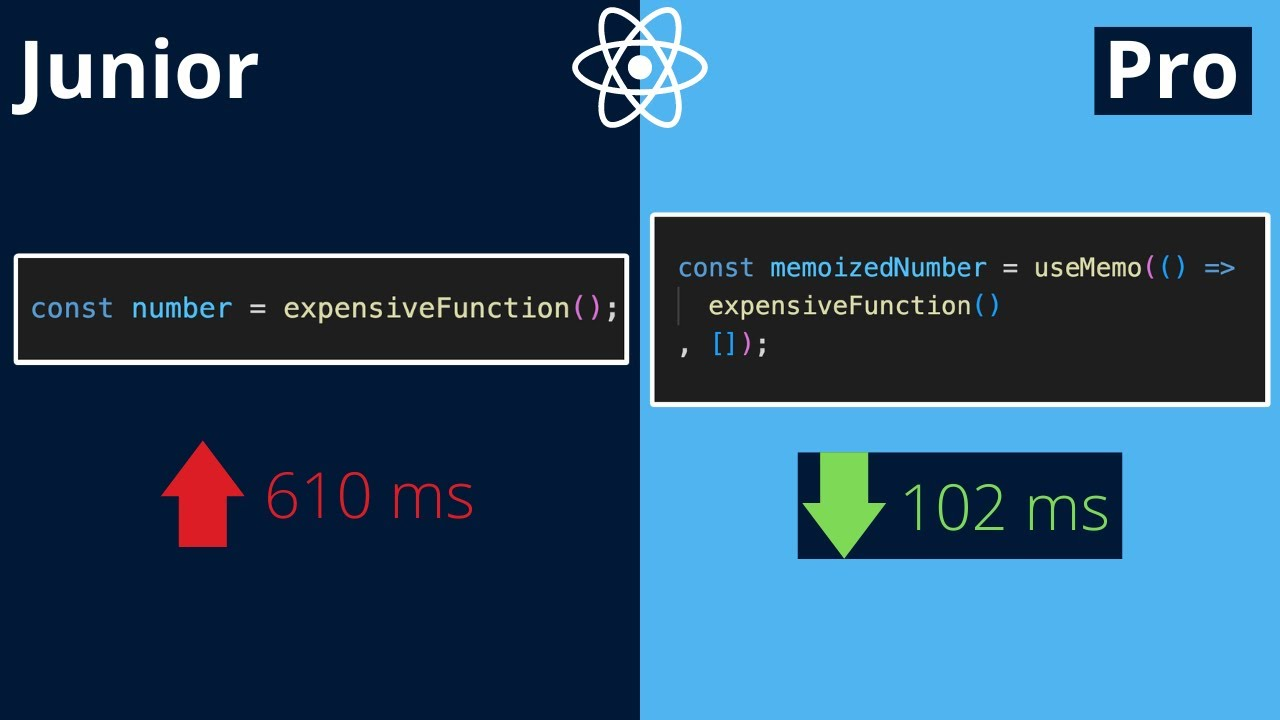 Junior
Pro
const number = expensiveFunction();
610 ms
const memoizedNumber = useMemo(() =>
expensiveFunction()
, []);
102 ms